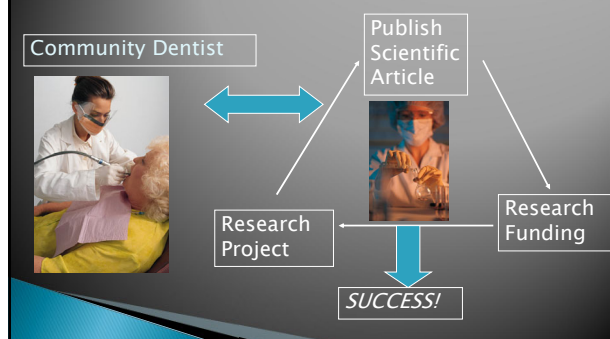 Community Dentist
Publish
Scientific
Article
Research
Project
Research
Funding
SUCCESS!